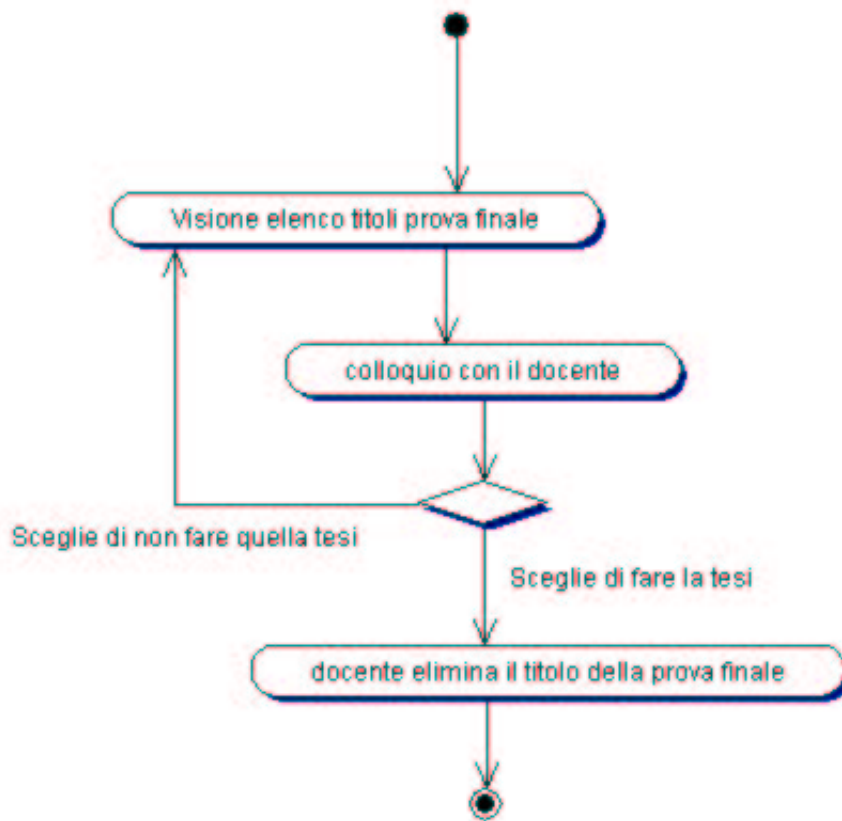 Visione elenco titoli prova finale
colloquio con il docente
Sceglie di non fare quella tesi
Sceglie di fare la tesi
docente elimina il titolo della prova finale